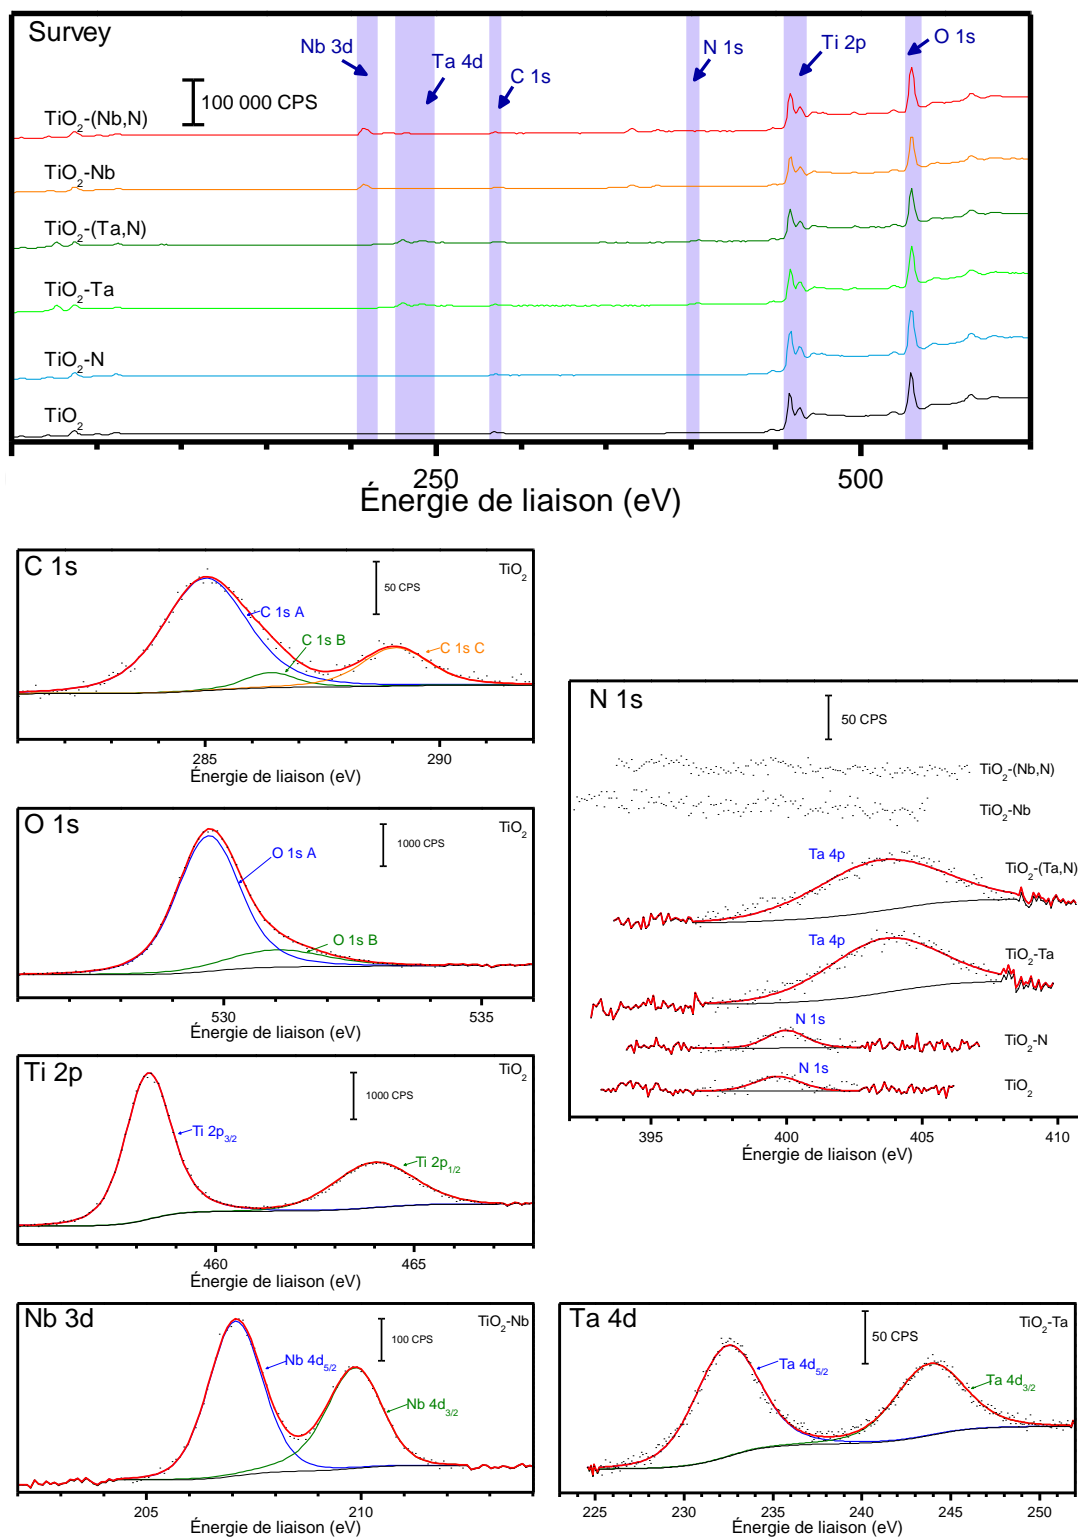 Survey
Nb 3d
Ta 4d
C 1s
N 1s
Ti 2p
O 1s
100 000 CPS
TiO2-(Nb,N)
TiO2-Nb
TiO2-(Ta,N)
TiO2-Ta
TiO2-N
TiO2
250 500
Énergie de liaison (eV)
C 1s
50 CPS
TiO2
C 1s A
C 1s B
C 1s C
285 290
Énergie de liaison (eV)
O 1s
1000 CPS
TiO2
O 1s A
O 1s B
530 535
Énergie de liaison (eV)
Ti 2p
1000 CPS
TiO2
Ti 2p3/2
Ti 2p1/2
460 465
Énergie de liaison (eV)
N 1s
50 CPS
TiO2-(Nb,N)
TiO2-Nb
Ta 4p
TiO2-(Ta,N)
Ta 4p
TiO2-Ta
N 1s
TiO2-N
N 1s
TiO2
395 400 405 410
Énergie de liaison (eV)
Nb 3d
100 CPS
TiO2-Nb
Nb 4d5/2
Nb 4d3/2
205 210
Énergie de liaison (eV)
Ta 4d
50 CPS
TiO2-Ta
Ta 4d5/2
Ta 4d3/2
225 230 235 240 245 250
Énergie de liaison (eV)